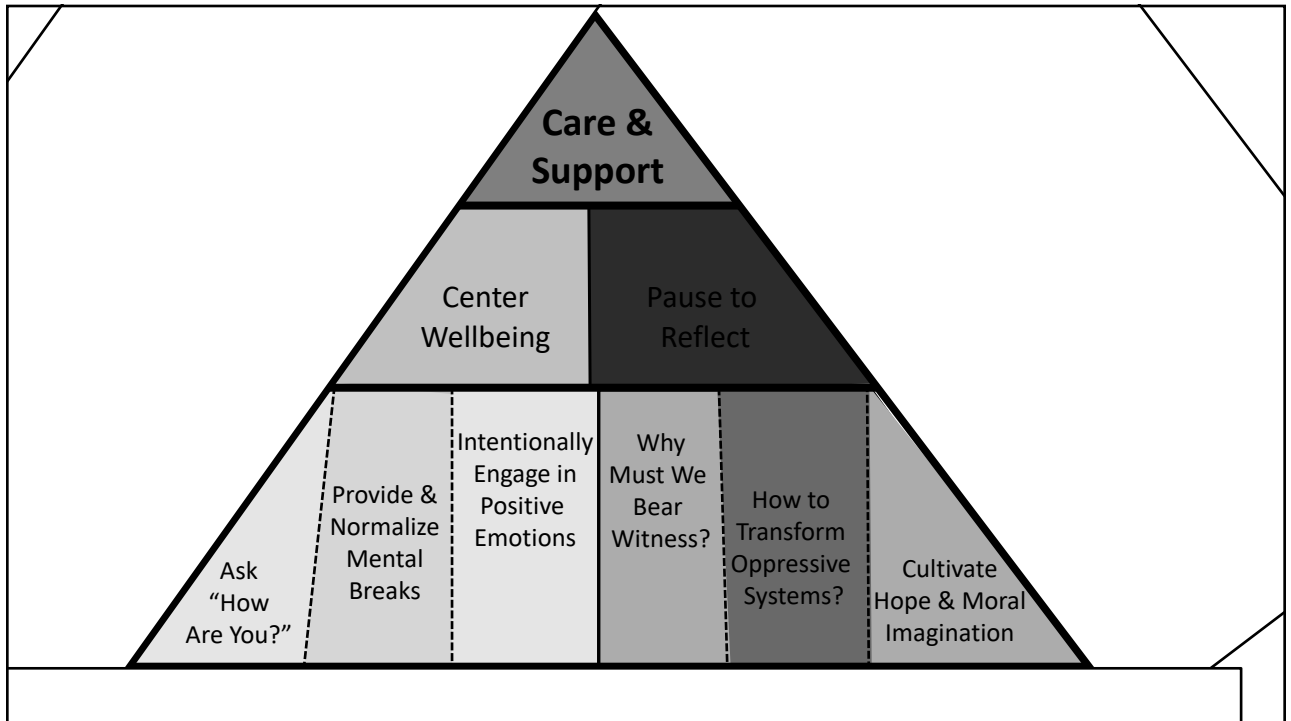 Care &
Support
Center
Wellbeing
Pause to
Reflect
Ask
“How
Are You?”
Provide &
Normalize
Mental
Breaks
Intentionally
Engage in
Positive
Emotions
Why
Must We
Bear
Witness?
How to
Transform
Oppressive
Systems?
Cultivate
Hope & Moral
Imagination